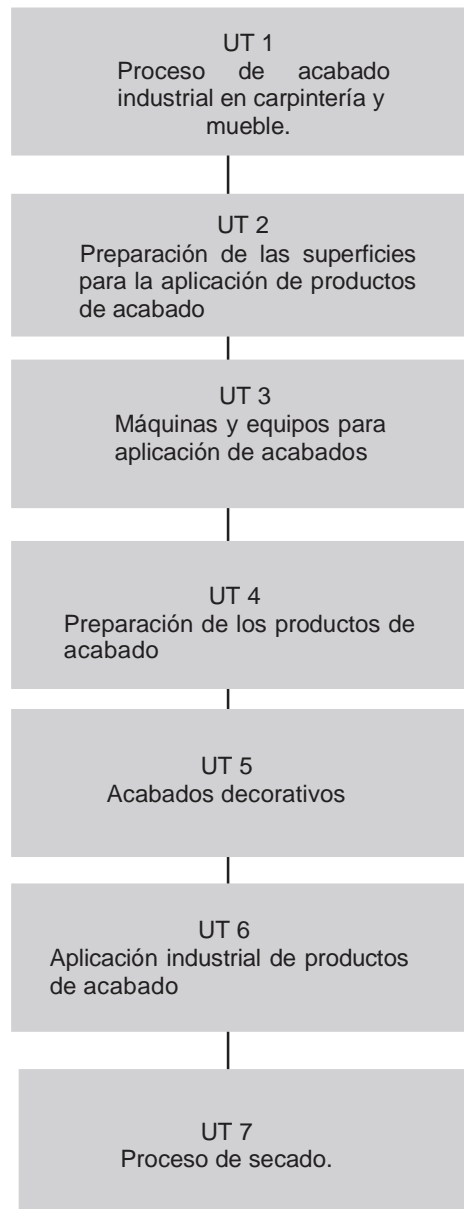 UT 1
Proceso de acabado
industrial en carpintería y
mueble.
UT 2
Preparación de las superficies
para la aplicación de productos
de acabado
UT 3
Máquinas y equipos para
aplicación de acabados
UT 4
Preparación de los productos de
acabado
UT 5
Acabados decorativos
UT 6
Aplicación industrial de productos
de acabado
UT 7
Proceso de secado.